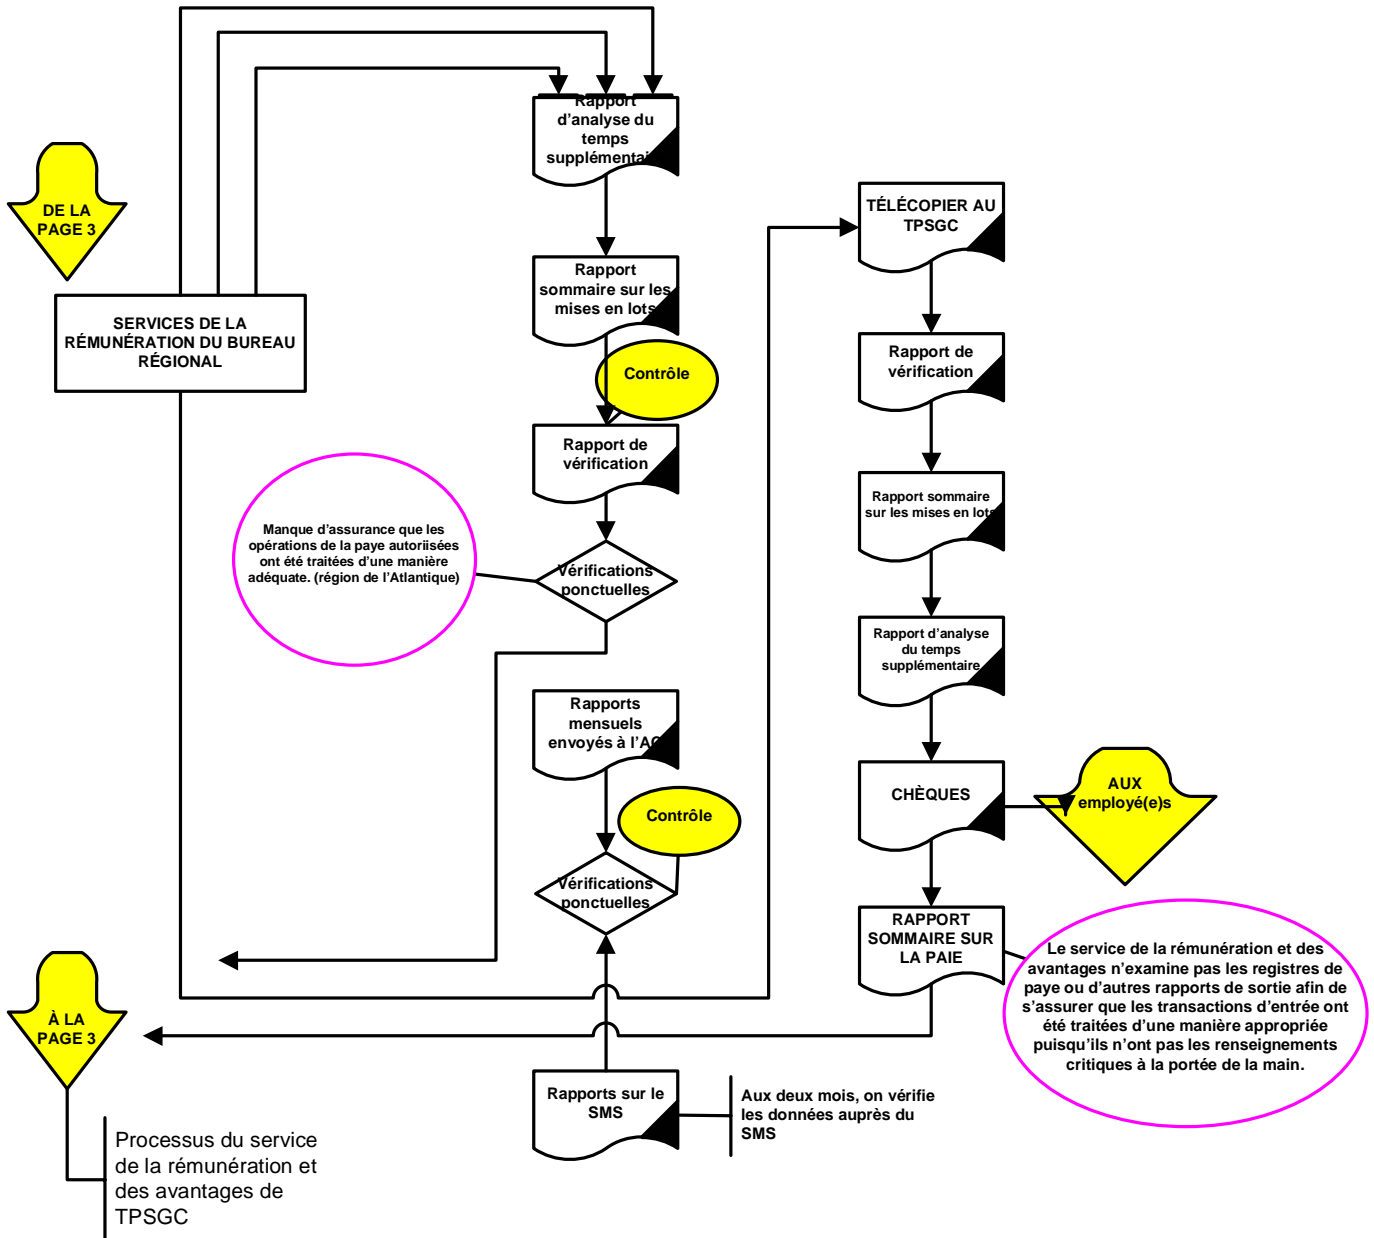 Rapport
d'analyse du
temps
supplémentai
DE LA
PAGE 3
TÉLÉCOPIER AU
TPSGC
Rapport
sommaire sur les
mises en lots
SERVICES DE LA
RÉMUNÉRATION DU BUREAU
RÉGIONAL
Contrôle
Rapport de
vérification
Rapport de
vérification
Manque d'assurance que les
opérations de la paye autoriisées
ont été traitées d'une manière
adéquate. (région de l'Atlantique)
Vérifications
ponctuelles
Rapport sommaire
sur les mises en lots
Rapport d'analyse
du temps
supplémentaire
Rapports
mensuels
envoyés à l'AC
Contrôle
CHÈQUES
AUX
employé(e)s
Vérifications
ponctuelles
RAPPORT
SOMMAIRE SUR
LA PAIE
Le service de la rémunération et des
avantages n'examine pas les registres de
paye ou d'autres rapports de sortie afin de
s'assurer que les transactions d'entrée ont
été traitées d'une manière appropriée
puisqu'ils n'ont pas les renseignements
critiques à la portée de la main.
À LA
PAGE 3
Rapports sur le
SMS
Aux deux mois, on vérifie
les données auprès du
SMS
Processus du service
de la rémunération et
des avantages de
TPSGC